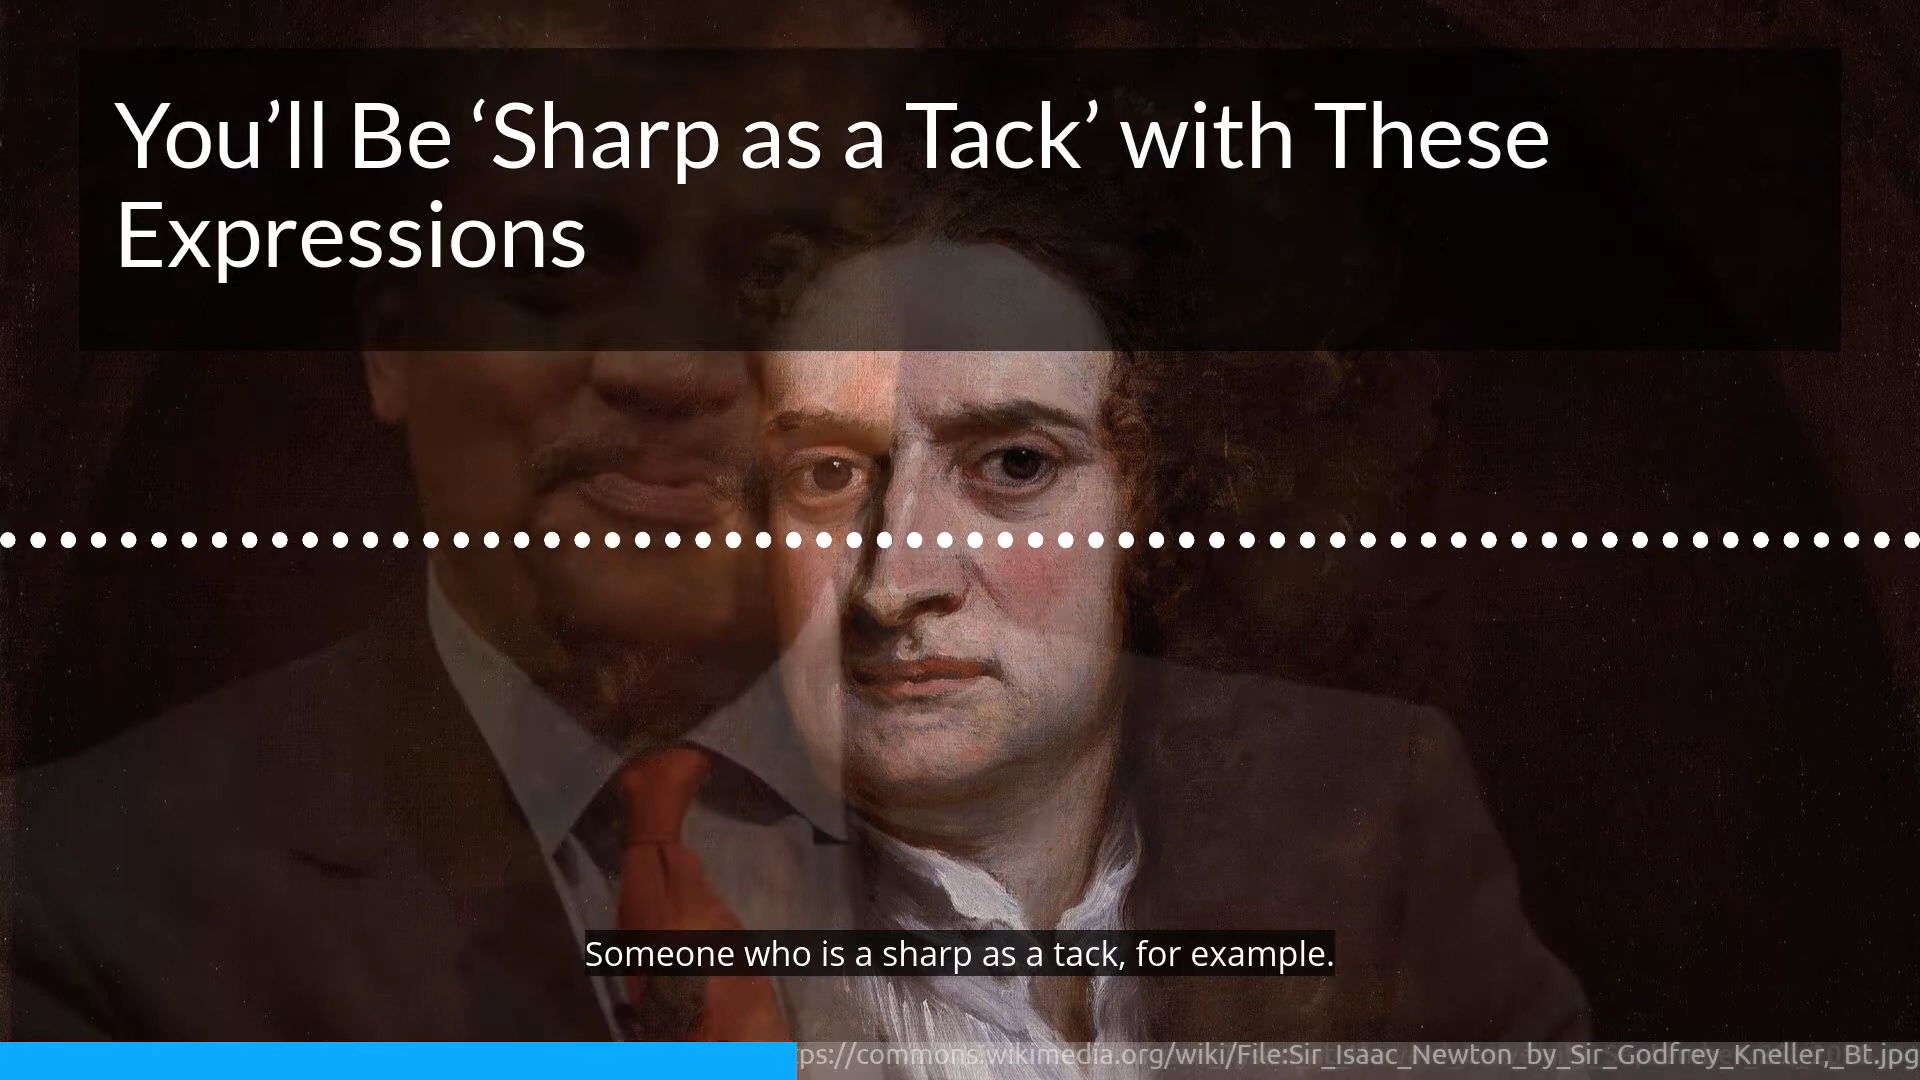 You’ll Be ‘Sharp as a Tack’ with These
Expressions
Someone who is a sharp as a tack, for example.
ps://commons.wikimedia.org/wiki/File:Sir_Isaac_Newton_by_Sir_Godfrey_Kneller,_Bt.jpg